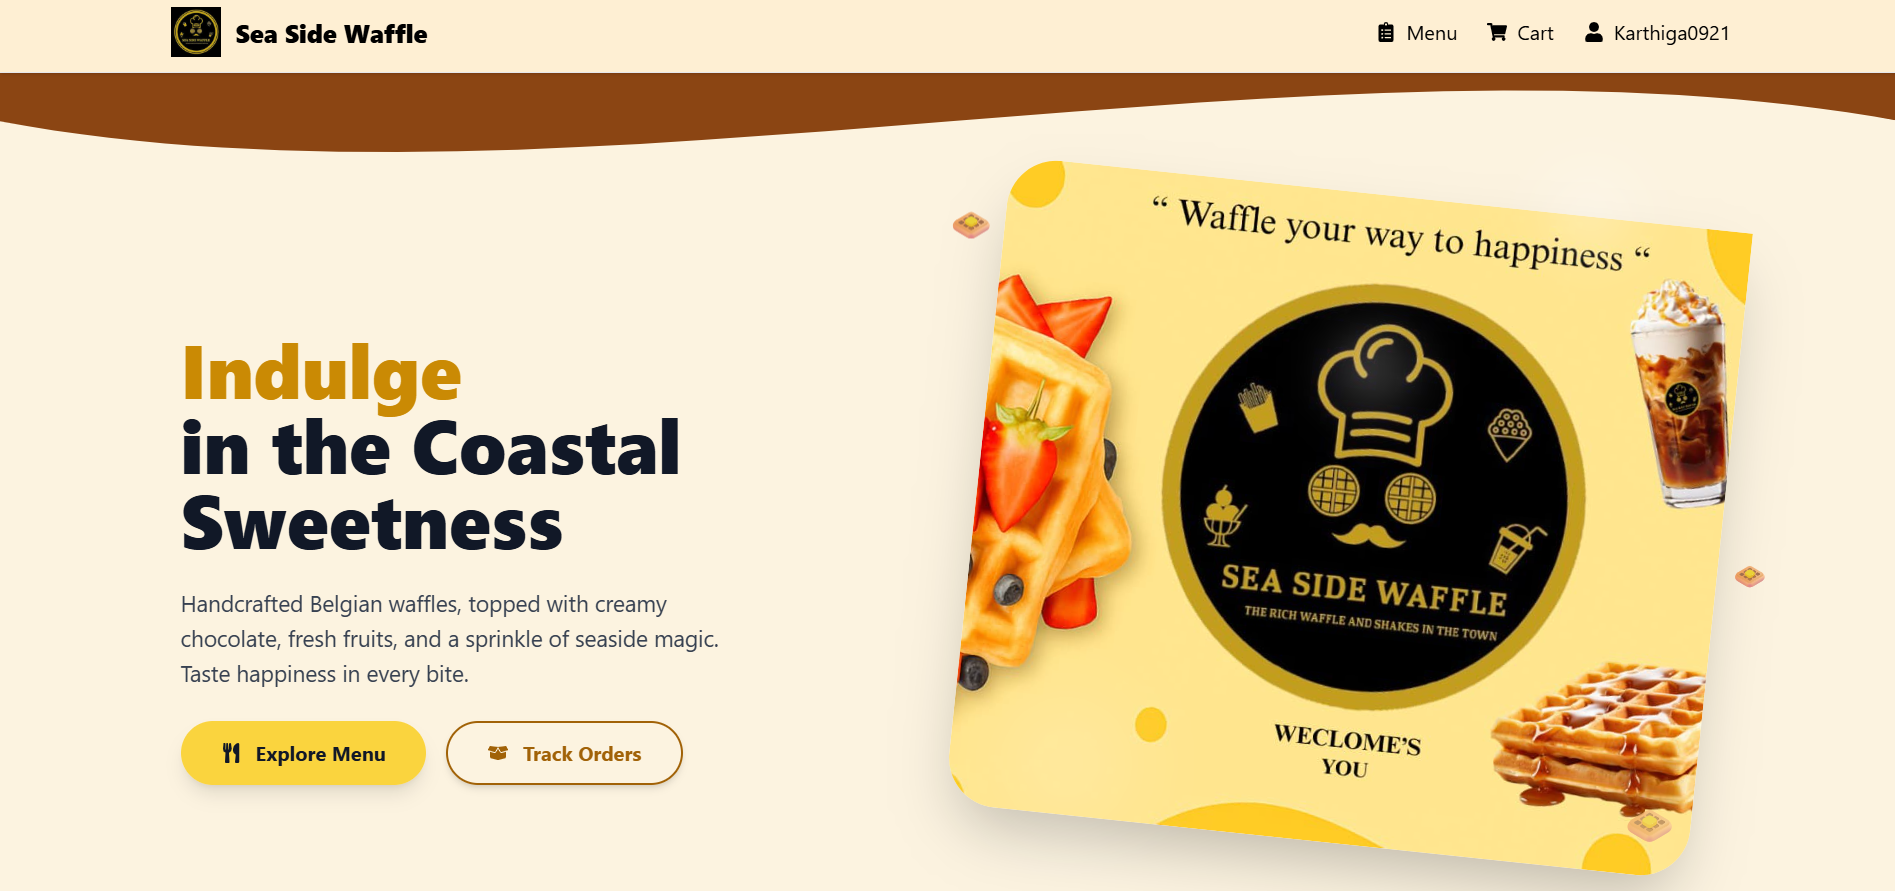 Sea Side Waffle
Menu
Cart
Karthiga0921
“ Waffle your way to happiness “
Indulge
in the Coastal
Sweetness
Handcrafted Belgian waffles, topped with creamy
chocolate, fresh fruits, and a sprinkle of seaside magic.
Taste happiness in every bite.
Explore Menu
Track Orders
SEA SIDE WAFFLE
THE RICH WAFFLE AND SHAKES IN THE TOWN
WECLOME’S
YOU